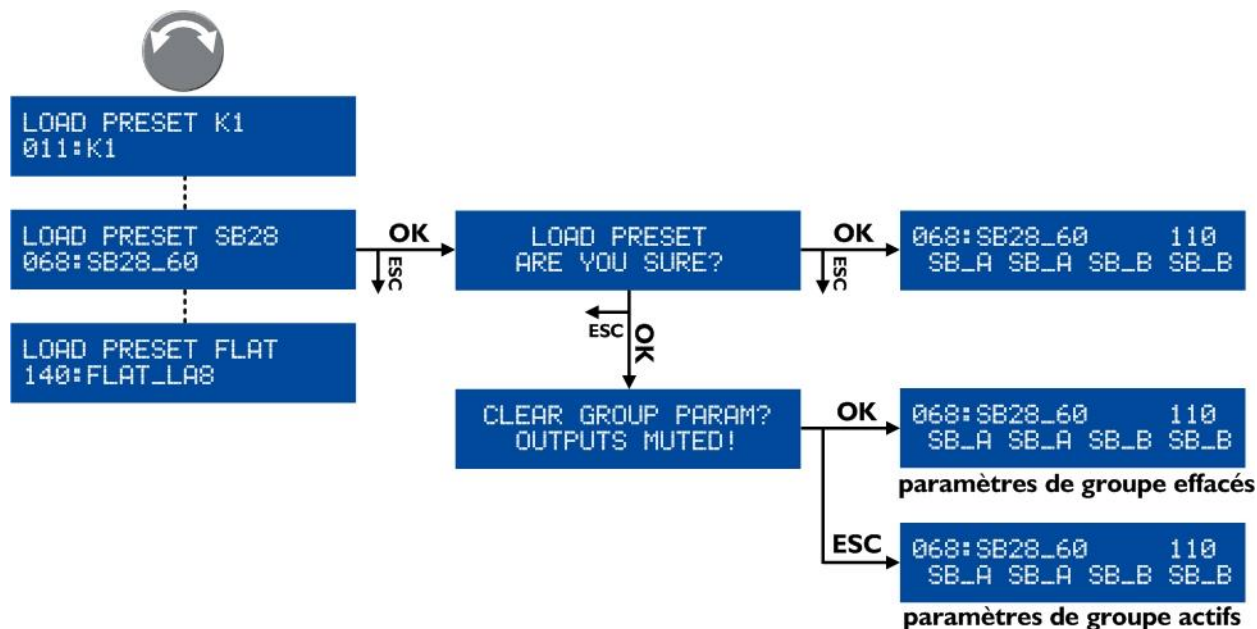 LOAD PRESET K1
011:K1
LOAD PRESET SB28
068:SB28_60
LOAD PRESET FLAT
140:FLAT_LA8
OK
ESC
LOAD PRESET
ARE YOU SURE?
OK
ESC
068:SB28_60 110
SB_A SB_A SB_B SB_B
ESC
OK
CLEAR GROUP PARAM?
OUTPUTS MUTED!
OK
068:SB28_60 110
SB_A SB_A SB_B SB_B
paramètres de groupe effacés
ESC
068:SB28_60 110
SB_A SB_A SB_B SB_B
paramètres de groupe actifs